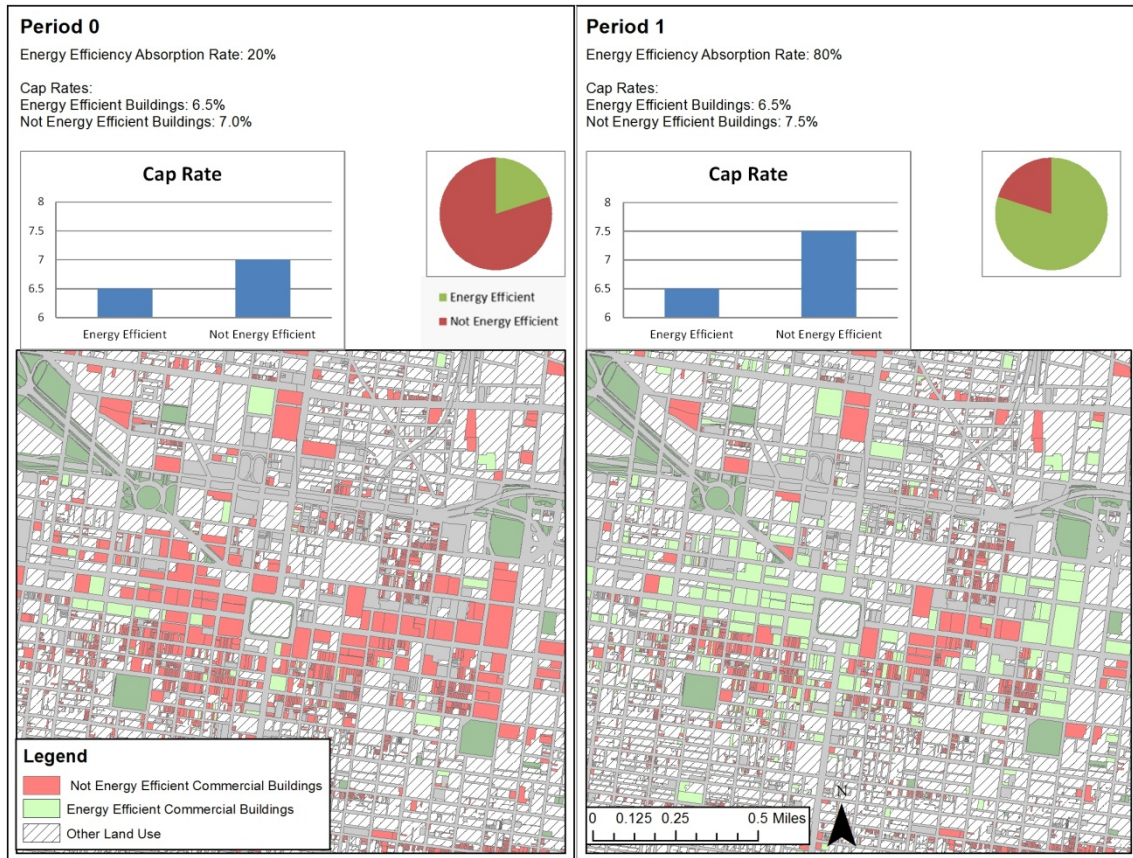 Period 0
Energy Efficiency Absorption Rate: 20%
Cap Rates:
Energy Efficient Buildings: 6.5%
Not Energy Efficient Buildings: 7.0%
Cap Rate
8
7.5
7
6.5
6
Energy Efficient
Not Energy Efficient
Energy Efficient
Not Energy Efficient
Legend
Not Energy Efficient Commercial Buildings
Energy Efficient Commercial Buildings
Other Land Use
Period 1
Energy Efficiency Absorption Rate: 80%
Cap Rates:
Energy Efficient Buildings: 6.5%
Not Energy Efficient Buildings: 7.5%
Cap Rate
8
7.5
7
6.5
6
Energy Efficient
Not Energy Efficient
N
0 0.125 0.25 0.5 Miles